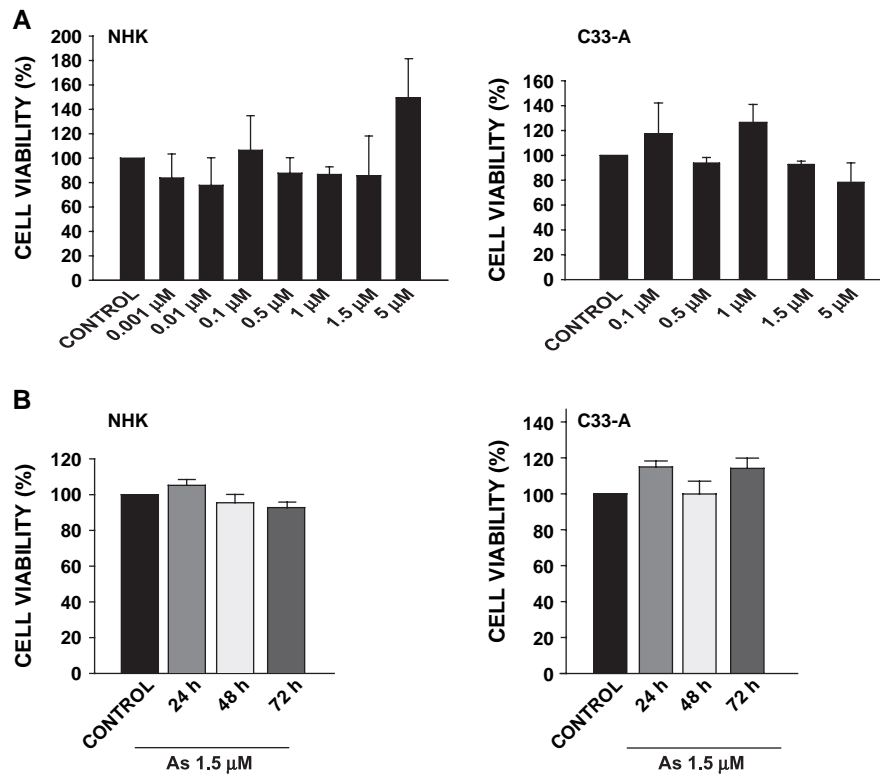 A
NHK
CELL VIABILITY (%)
200
180
160
140
120
100
80
60
40
20
0
CONTROL
0.001 μM
0.01 μM
0.1 μM
0.5 μM
1 μM
1.5 μM
5 μM
C33-A
CELL VIABILITY (%)
160
140
120
100
80
60
40
20
0
CONTROL
0.1 μM
0.5 μM
1 μM
1.5 μM
5 μM
B
NHK
CELL VIABILITY (%)
120
100
80
60
40
20
0
CONTROL
24 h
48 h
72 h
As 1.5 μM
C33-A
CELL VIABILITY (%)
140
120
100
80
60
40
20
0
CONTROL
24 h
48 h
72 h
As 1.5 μM